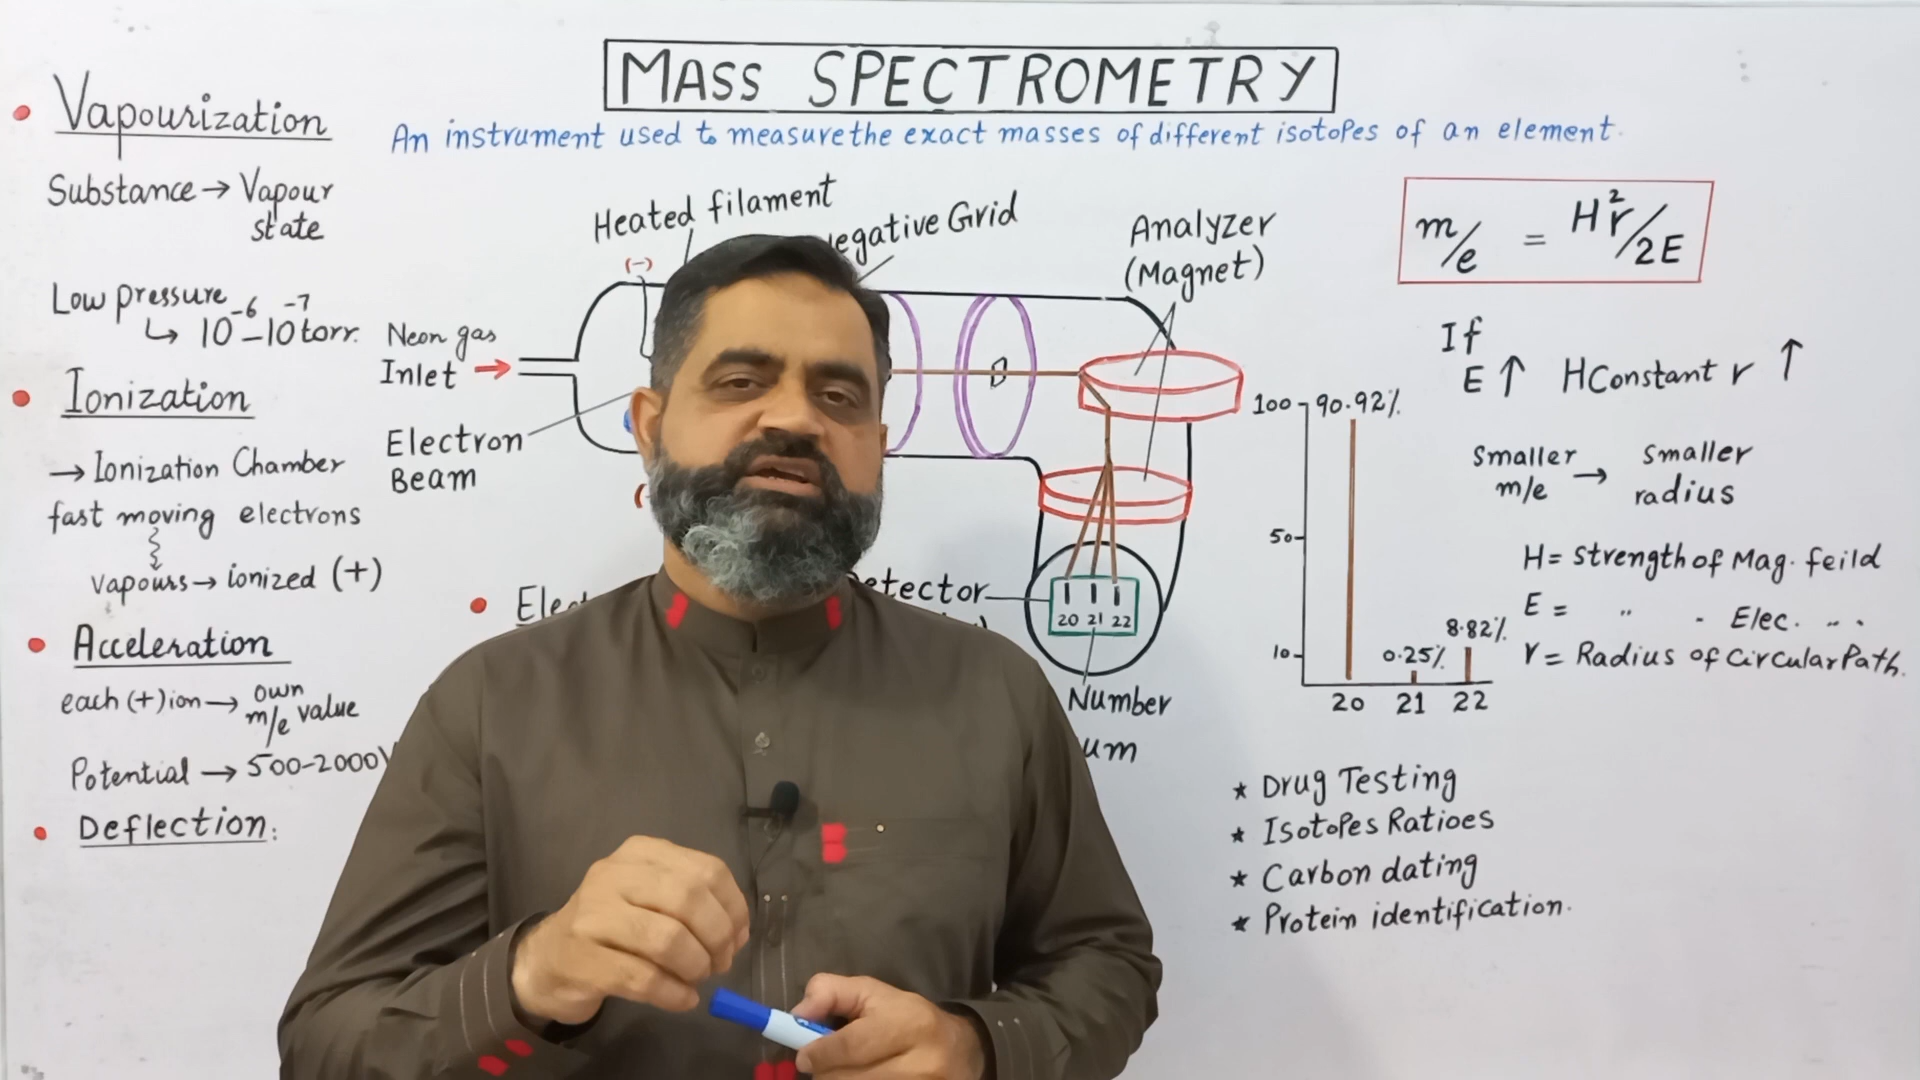 MASS SPECTROMETRY
An instrument used to measure the exact masses of different isotopes of an element.
• Vapourization
Substance → Vapour
state
Low pressure
↳ 10⁻⁶ – 10⁻⁷ torr.
• Ionization
→ Ionization Chamber
fast moving electrons
vapours → ionized (+)
• Acceleration
each (+) ion → own
m/e value
Potential → 500-2000V
• Deflection:
Heated filament
Negative Grid
Analyzer
(Magnet)
(-)
Neon gas
Inlet →
Electron
Beam
Detector
20 21 22
Number
m/e = H²r/2E
If
E ↑ H Constant r ↑
Smaller
m/e → Smaller
radius
H = Strength of Mag. feild
E = " - Elec. - - .
r = Radius of Circular Path.
100 90.92%
50
10 0.25% 8.82%
20 21 22
* Drug Testing
* Isotopes Ratioes
* Carbon dating
* Protein identification.